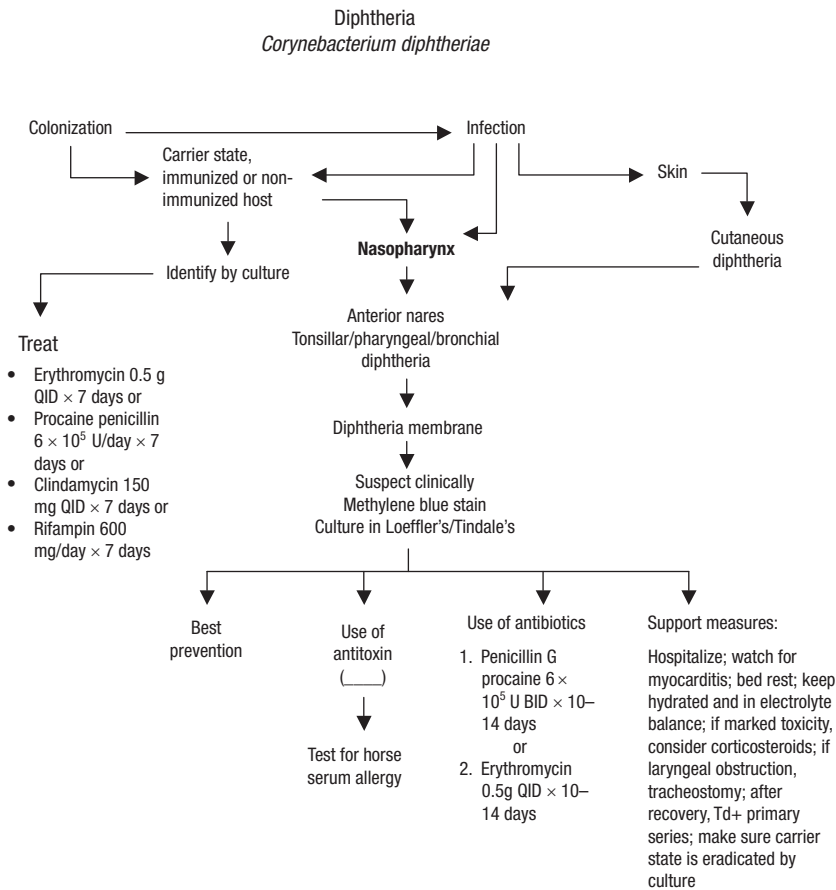 Diphtheria
Corynebacterium diphtheriae
Colonization
Infection
Carrier state,
immunized or non-
immunized host
Skin
Nasopharynx
Cutaneous
diphtheria
Identify by culture
Anterior nares
Tonsillar/pharyngeal/bronchial
diphtheria
Treat
• Erythromycin 0.5 g
QID × 7 days or
• Procaine penicillin
6 × 10⁵ U/day × 7
days or
• Clindamycin 150
mg QID × 7 days or
• Rifampin 600
mg/day × 7 days
Diphtheria membrane
Suspect clinically
Methylene blue stain
Culture in Loeffler's/Tindale's
Best
prevention
Use of
antitoxin
(____)
Test for horse
serum allergy
Use of antibiotics
1. Penicillin G
procaine 6 ×
10⁵ U BID × 10–
14 days
or
2. Erythromycin
0.5g QID × 10–
14 days
Support measures:
Hospitalize; watch for
myocarditis; bed rest; keep
hydrated and in electrolyte
balance; if marked toxicity,
consider corticosteroids; if
laryngeal obstruction,
tracheostomy; after
recovery, Td+ primary
series; make sure carrier
state is eradicated by
culture